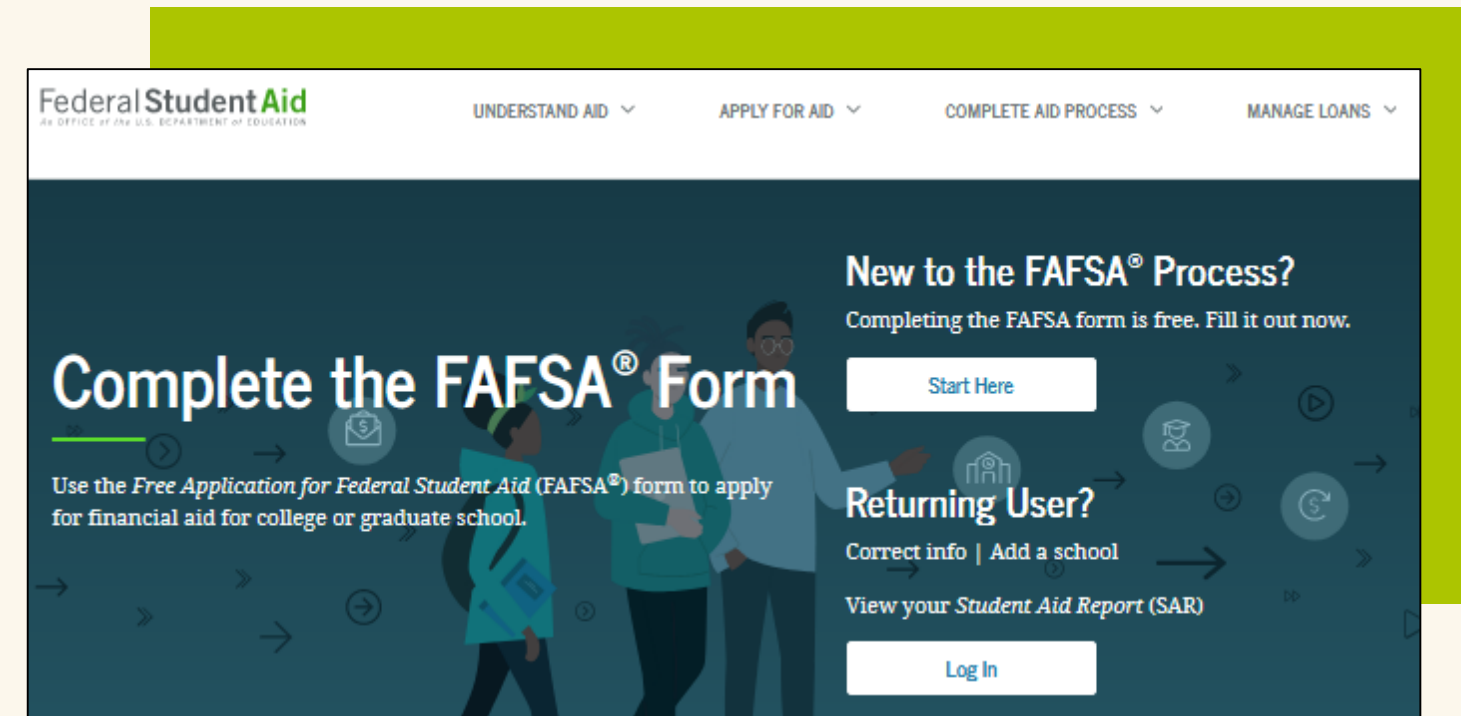 Federal Student Aid
An OFFICE of the U.S. DEPARTMENT of EDUCATION
UNDERSTAND AID
APPLY FOR AID
COMPLETE AID PROCESS
MANAGE LOANS
Complete the FAFSA® Form
Use the Free Application for Federal Student Aid (FAFSA®) form to apply
for financial aid for college or graduate school.
New to the FAFSA® Process?
Completing the FAFSA form is free. Fill it out now.
Start Here
Returning User?
Correct info | Add a school
View your Student Aid Report (SAR)
Log In